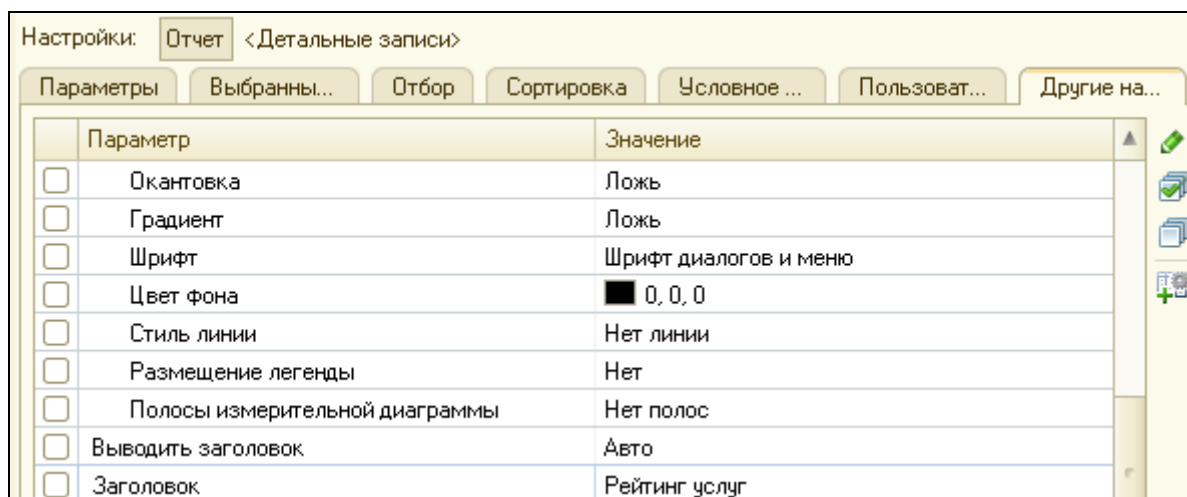 Настройки: Отчет <Детальные записи>
Параметры Выбранны... Отбор Сортировка Условное ... Пользоват... Другие на...
Параметр Значение
Окантовка Ложь
Градиент Ложь
Шрифт Шрифт диалогов и меню
Цвет фона 0, 0, 0
Стиль линии Нет линии
Размещение легенды Нет
Полосы измерительной диаграммы Нет полос
Выводить заголовок Авто
Заголовок Рейтинг услуг